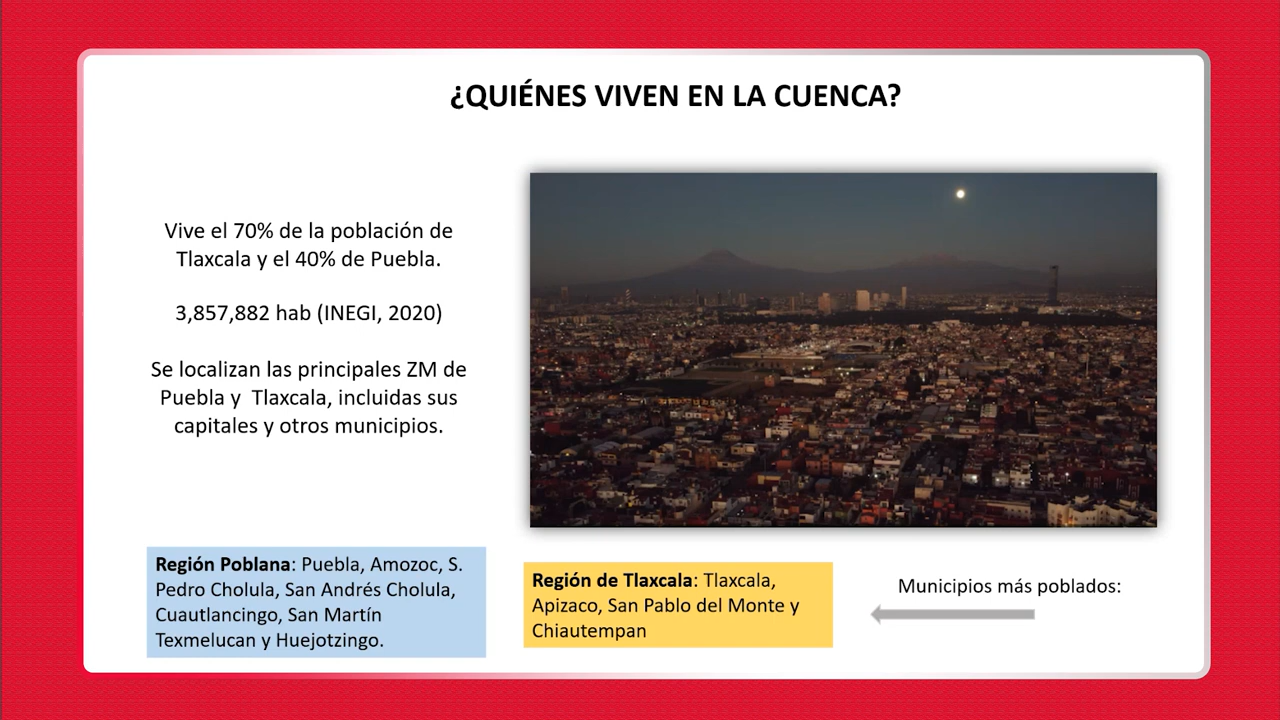 ¿QUIÉNES VIVEN EN LA CUENCA?
Vive el 70% de la población de
Tlaxcala y el 40% de Puebla.
3,857,882 hab (INEGI, 2020)
Se localizan las principales ZM de
Puebla y Tlaxcala, incluidas sus
capitales y otros municipios.
Región Poblana: Puebla, Amozoc, S.
Pedro Cholula, San Andrés Cholula,
Cuautlancingo, San Martín
Texmelucan y Huejotzingo.
Región de Tlaxcala: Tlaxcala,
Apizaco, San Pablo del Monte y
Chiautempan
Municipios más poblados: